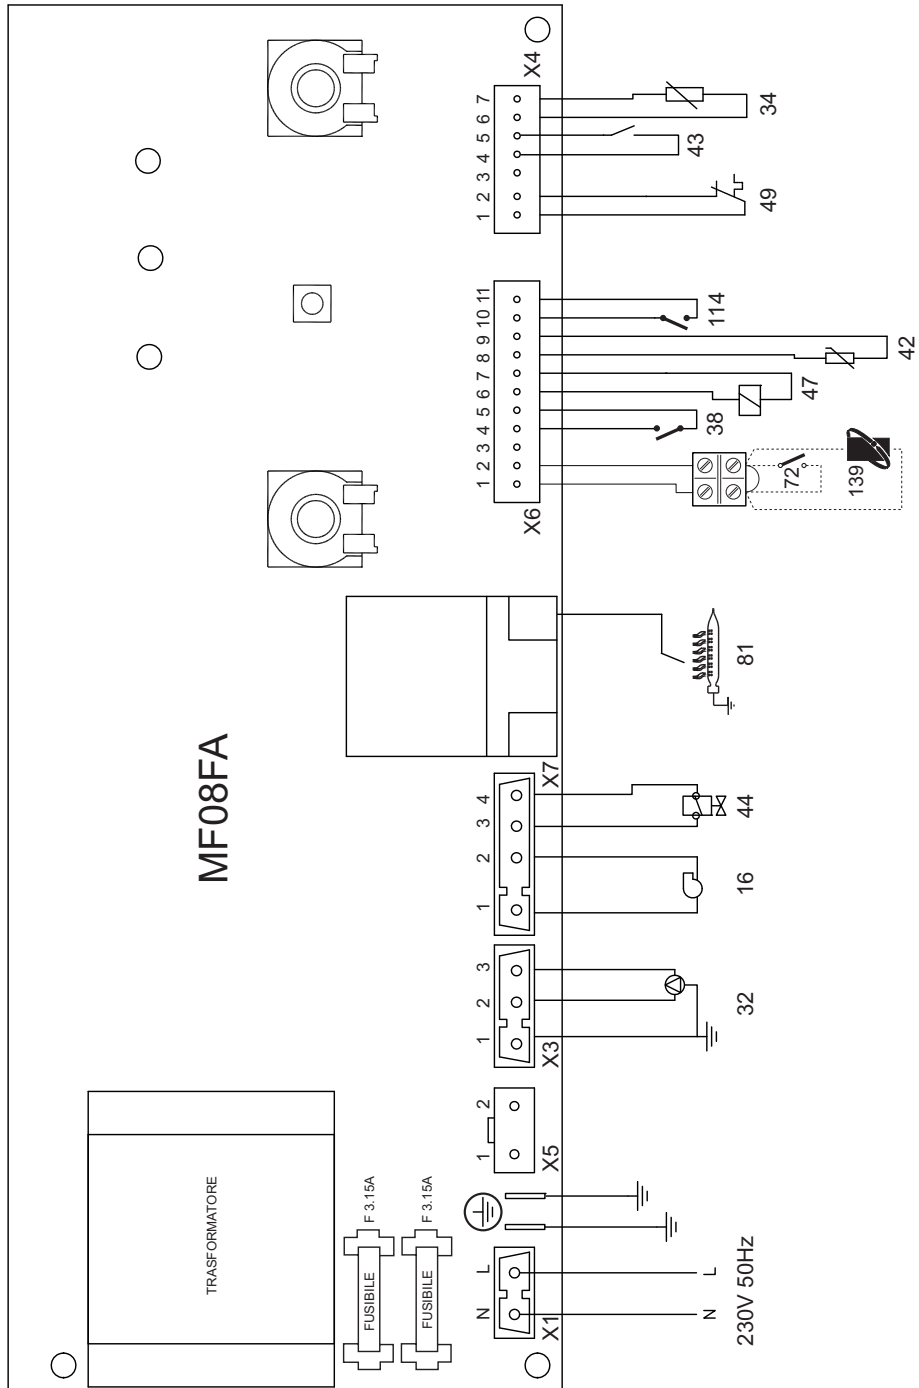 X4
7
6
5
4
3
2
1
34
43
49
11
10
9
8
7
6
5
4
3
2
1
X6
114
42
47
38
72
139
81
MF08FA
X7
4
3
2
1
44
16
3
2
1
X3
32
2
1
X5
TRASFORMATORE
F 3.15A
F 3.15A
FUSIBILE
FUSIBILE
L
N
X1
L
N
230V 50Hz